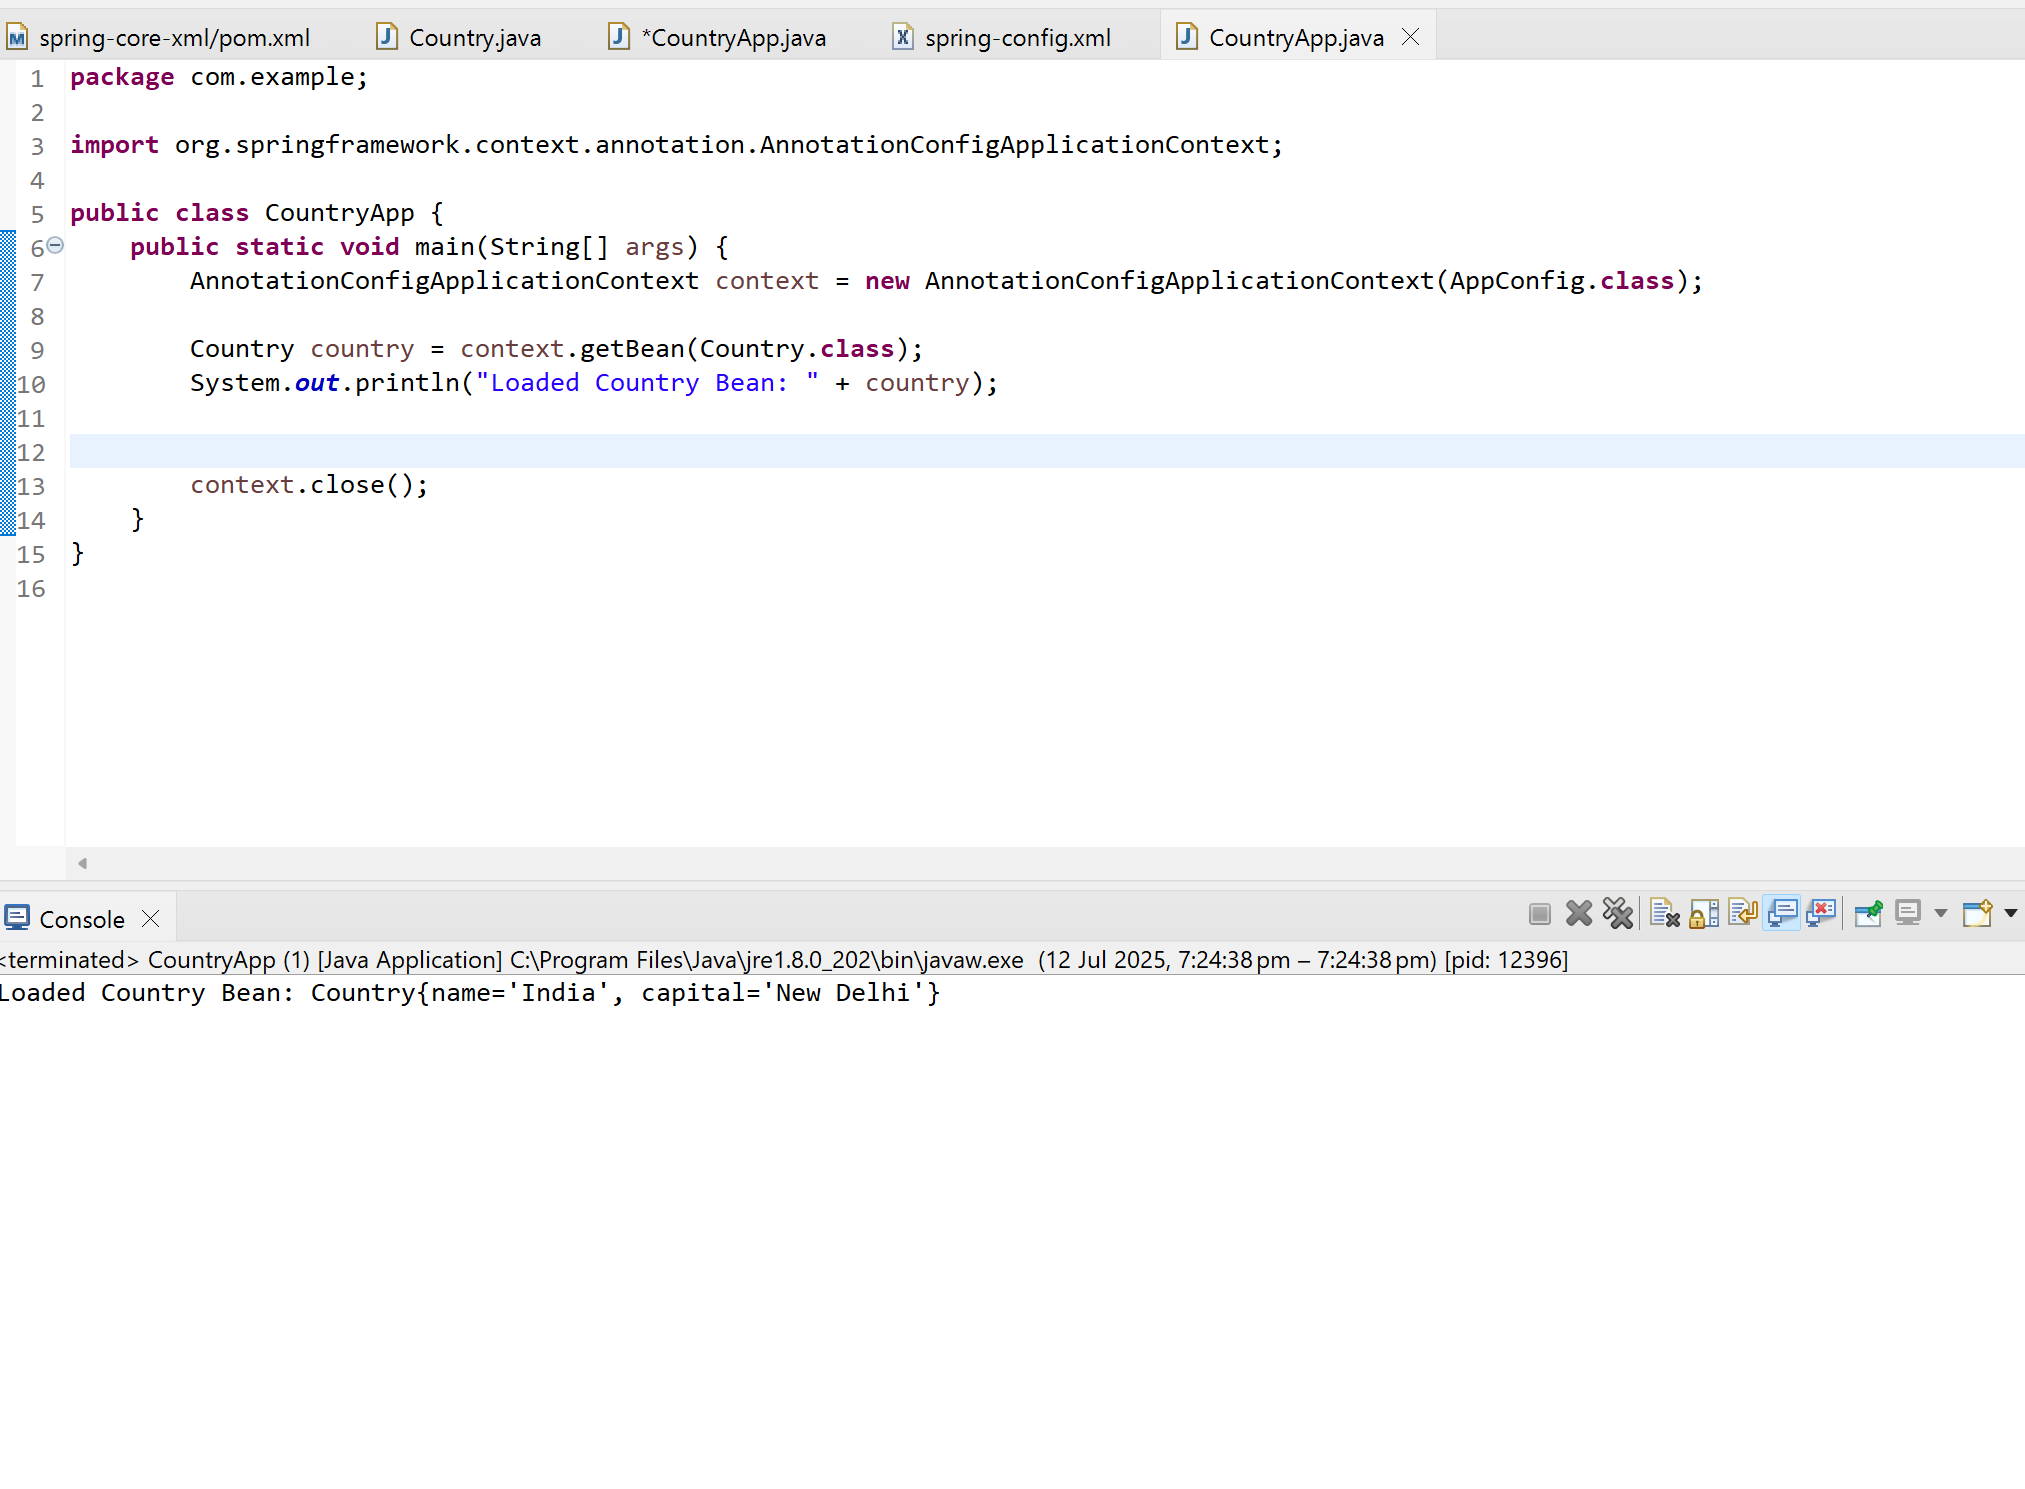 spring-core-xml/pom.xml Country.java *CountryApp.java spring-config.xml CountryApp.java
1 package com.example;
2
3 import org.springframework.context.annotation.AnnotationConfigApplicationContext;
4
5 public class CountryApp {
6 public static void main(String[] args) {
7 AnnotationConfigApplicationContext context = new AnnotationConfigApplicationContext(AppConfig.class);
8
9 Country country = context.getBean(Country.class);
10 System.out.println("Loaded Country Bean: " + country);
11
12
13 context.close();
14 }
15 }
16
Console
<terminated> CountryApp (1) [Java Application] C:\Program Files\Java\jre1.8.0_202\bin\javaw.exe (12 Jul 2025, 7:24:38 pm – 7:24:38 pm) [pid: 12396]
Loaded Country Bean: Country{name='India', capital='New Delhi'}